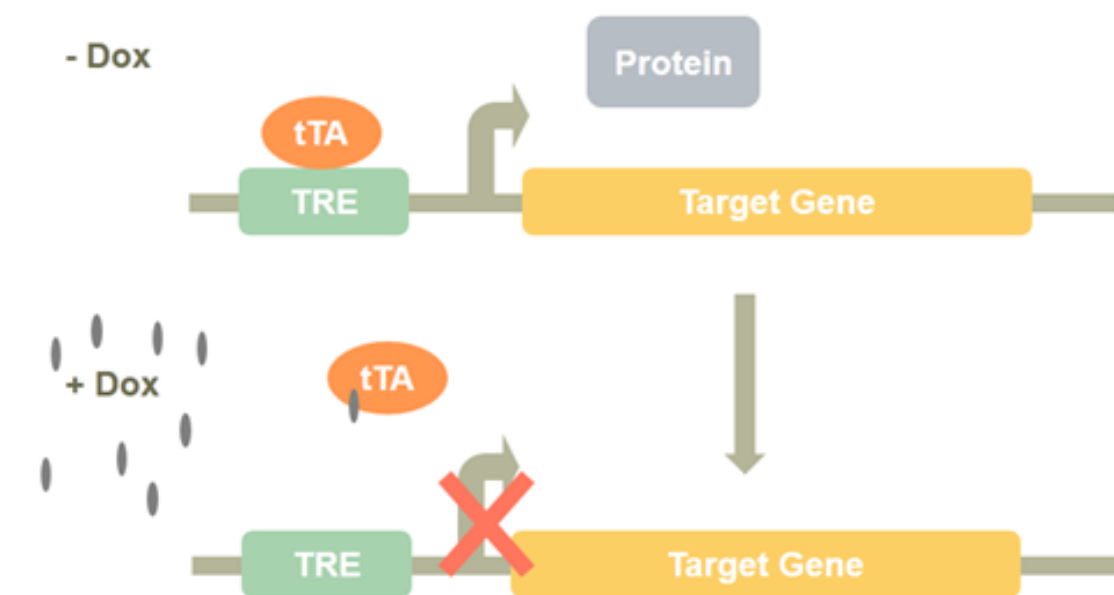 - Dox
Protein
tTA
TRE
Target Gene
+ Dox
tTA
TRE
Target Gene